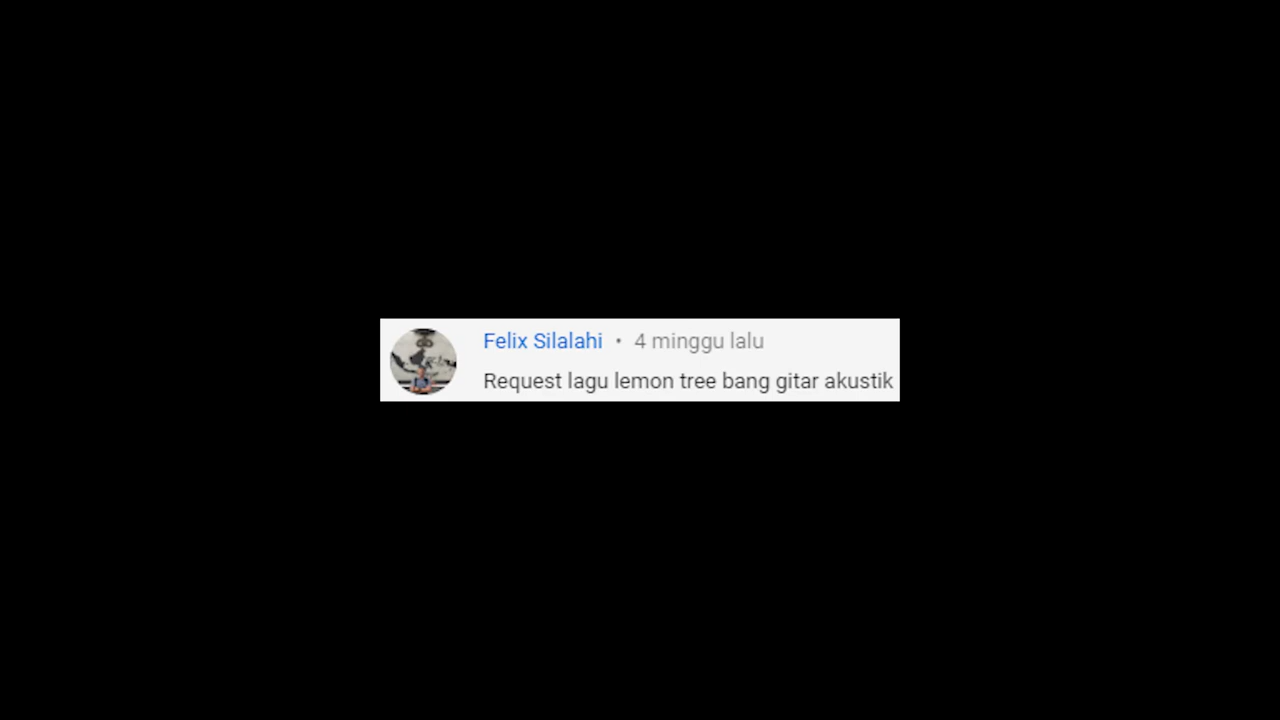 Felix Silalahi • 4 minggu lalu
Request lagu lemon tree bang gitar akustik